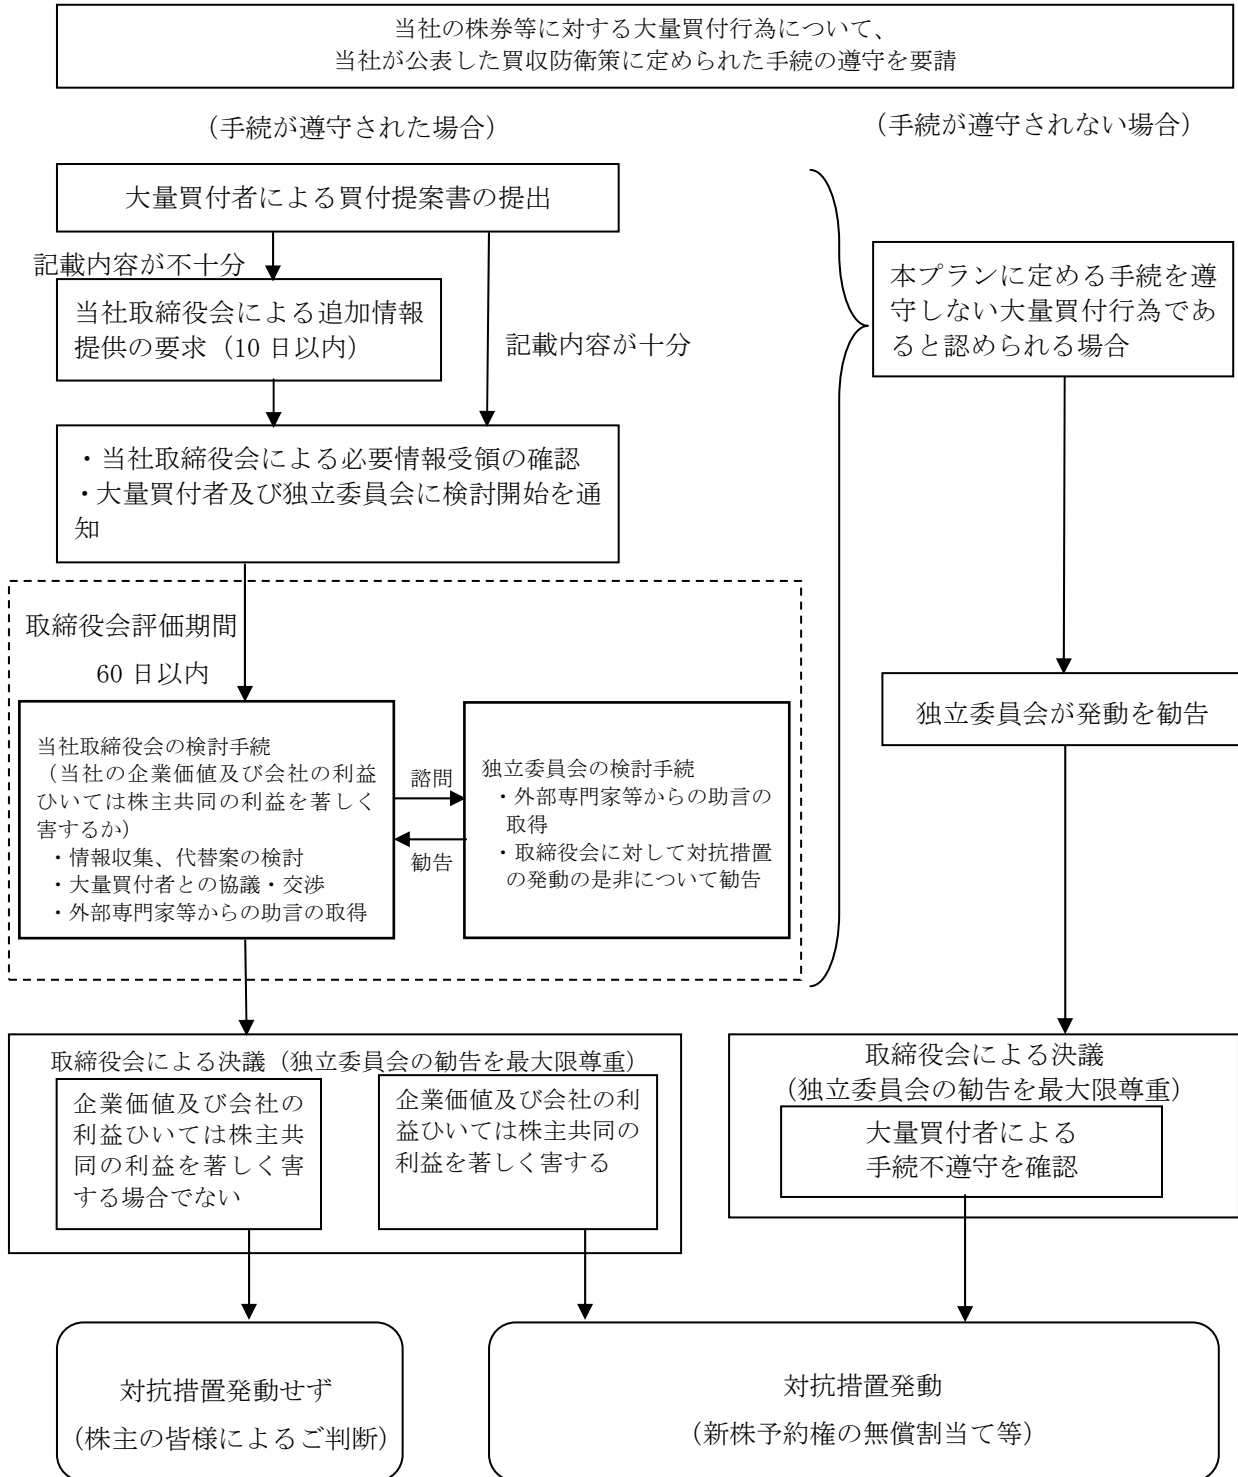 当社の株券等に対する大量買付行為について、
当社が公表した買収防衛策に定められた手続の遵守を要請
（手続が遵守された場合）
（手続が遵守されない場合）
大量買付者による買付提案書の提出
記載内容が不十分
当社取締役会による追加情報
提供の要求（10 日以内）
記載内容が十分
本プランに定める手続を遵
守しない大量買付行為であ
ると認められる場合
・当社取締役会による必要情報受領の確認
・大量買付者及び独立委員会に検討開始を通
知
取締役会評価期間
60 日以内
独立委員会が発動を勧告
当社取締役会の検討手続
（当社の企業価値及び会社の利益
ひいては株主共同の利益を著しく
害するか）
・情報収集、代替案の検討
・大量買付者との協議・交渉
・外部専門家等からの助言の取得
諮問
勧告
独立委員会の検討手続
・外部専門家等からの助言の
取得
・取締役会に対して対抗措置
の発動の是非について勧告
取締役会による決議（独立委員会の勧告を最大限尊重）
企業価値及び会社の
利益ひいては株主共
同の利益を著しく害
する場合でない
企業価値及び会社の利
益ひいては株主共同の
利益を著しく害する
取締役会による決議
（独立委員会の勧告を最大限尊重）
大量買付者による
手続不遵守を確認
対抗措置発動せず
（株主の皆様によるご判断）
対抗措置発動
（新株予約権の無償割当て等）